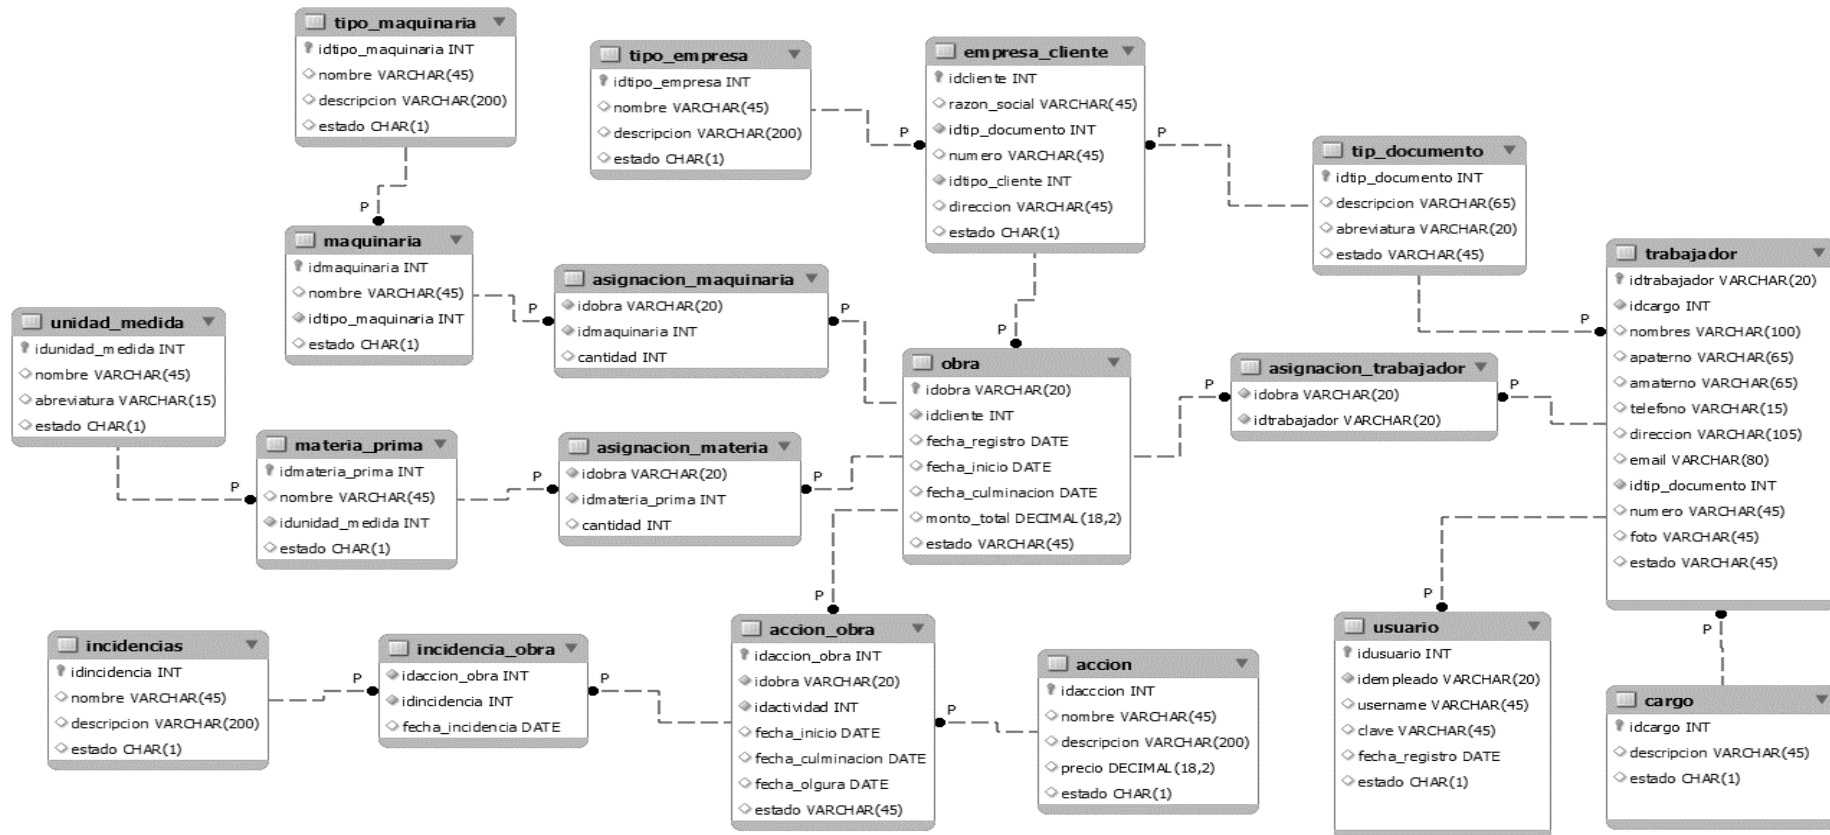 tipo_maquinaria
idtipo_maquinaria INT
nombre VARCHAR(45)
descripcion VARCHAR(200)
estado CHAR(1)
P
tipo_empresa
idtipo_empresa INT
nombre VARCHAR(45)
descripcion VARCHAR(200)
estado CHAR(1)
P
empresa_cliente
idcliente INT
razon_social VARCHAR(45)
idtip_documento INT
numero VARCHAR(45)
idtipo_cliente INT
direccion VARCHAR(45)
estado CHAR(1)
P
P
tip_documento
idtip_documento INT
descripcion VARCHAR(65)
abreviatura VARCHAR(20)
estado VARCHAR(45)
P
trabajador
idtrabajador VARCHAR(20)
idcargo INT
nombres VARCHAR(100)
apaterno VARCHAR(65)
amaterno VARCHAR(65)
telefono VARCHAR(15)
direccion VARCHAR(105)
email VARCHAR(80)
idtip_documento INT
numero VARCHAR(45)
foto VARCHAR(45)
estado VARCHAR(45)
maquinaria
idmaquinaria INT
nombre VARCHAR(45)
idtipo_maquinaria INT
estado CHAR(1)
P
asignacion_maquinaria
idobra VARCHAR(20)
idmaquinaria INT
cantidad INT
P
unidad_medida
idunidad_medida INT
nombre VARCHAR(45)
abreviatura VARCHAR(15)
estado CHAR(1)
P
materia_prima
idmateria_prima INT
nombre VARCHAR(45)
idunidad_medida INT
estado CHAR(1)
P
asignacion_materia
idobra VARCHAR(20)
idmateria_prima INT
cantidad INT
P
obra
idobra VARCHAR(20)
idcliente INT
fecha_registro DATE
fecha_inicio DATE
fecha_culminacion DATE
monto_total DECIMAL(18,2)
estado VARCHAR(45)
P
asignacion_trabajador
idobra VARCHAR(20)
idtrabajador VARCHAR(20)
P
incidencias
idincidencia INT
nombre VARCHAR(45)
descripcion VARCHAR(200)
estado CHAR(1)
P
incidencia_obra
idaccion_obra INT
idincidencia INT
fecha_incidencia DATE
P
P
accion_obra
idaccion_obra INT
idobra VARCHAR(20)
idactividad INT
fecha_inicio DATE
fecha_culminacion DATE
fecha_olgura DATE
estado VARCHAR(45)
P
accion
idacccion INT
nombre VARCHAR(45)
descripcion VARCHAR(200)
precio DECIMAL(18,2)
estado CHAR(1)
P
usuario
idusuario INT
idempleado VARCHAR(20)
username VARCHAR(45)
clave VARCHAR(45)
fecha_registro DATE
estado CHAR(1)
P
cargo
idcargo INT
descripcion VARCHAR(45)
estado CHAR(1)